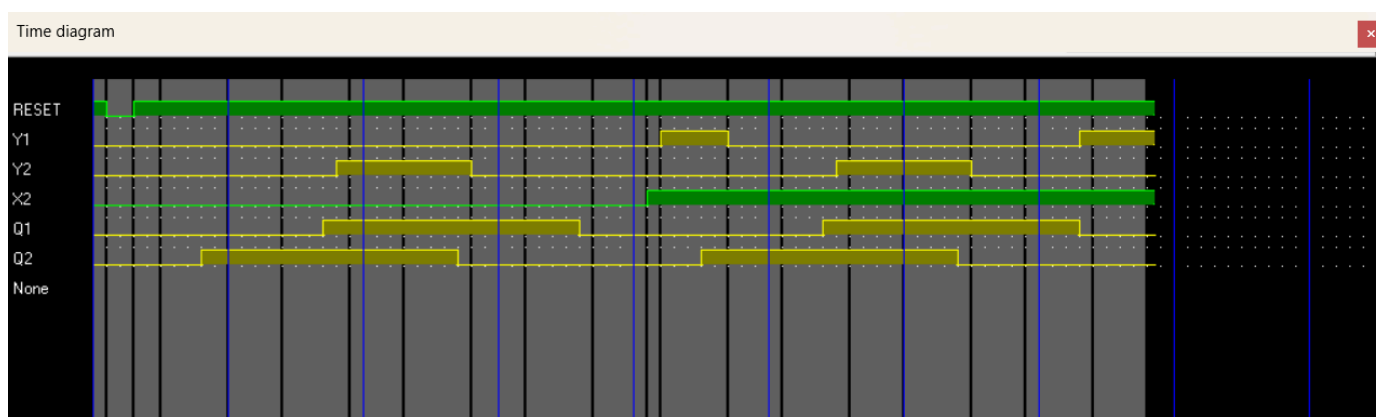 Time diagram
RESET
Y1
Y2
X2
Q1
Q2
None